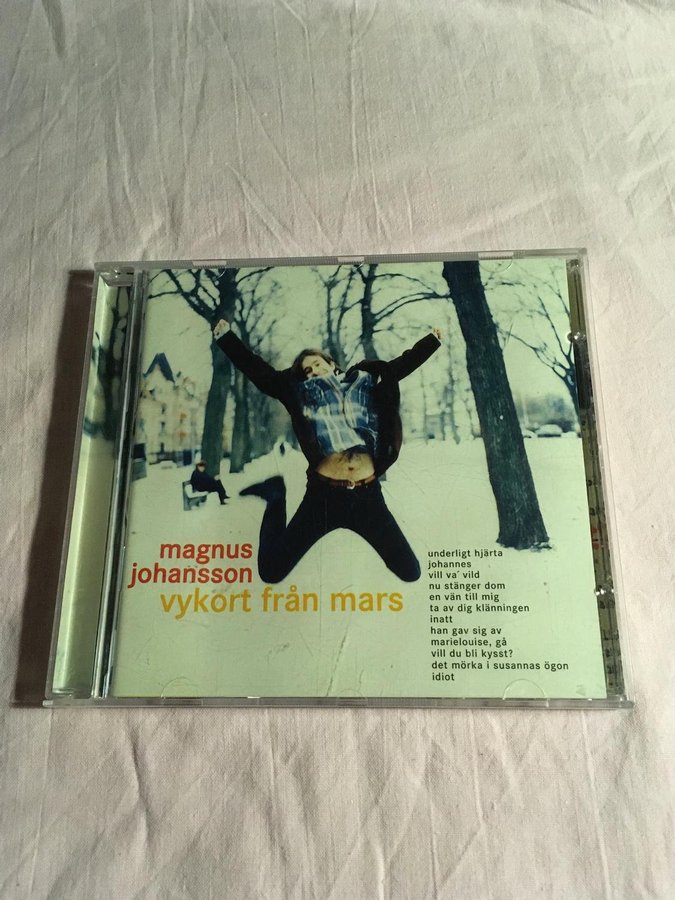 magnus
johansson
vykort från mars
underligt hjärta
johannes
vill va´ vild
nu stänger dom
en vän till mig
ta av dig klänningen
inatt
han gav sig av
marielouise, gå
vill du bli kysst?
det mörka i susannas ögon
idiot